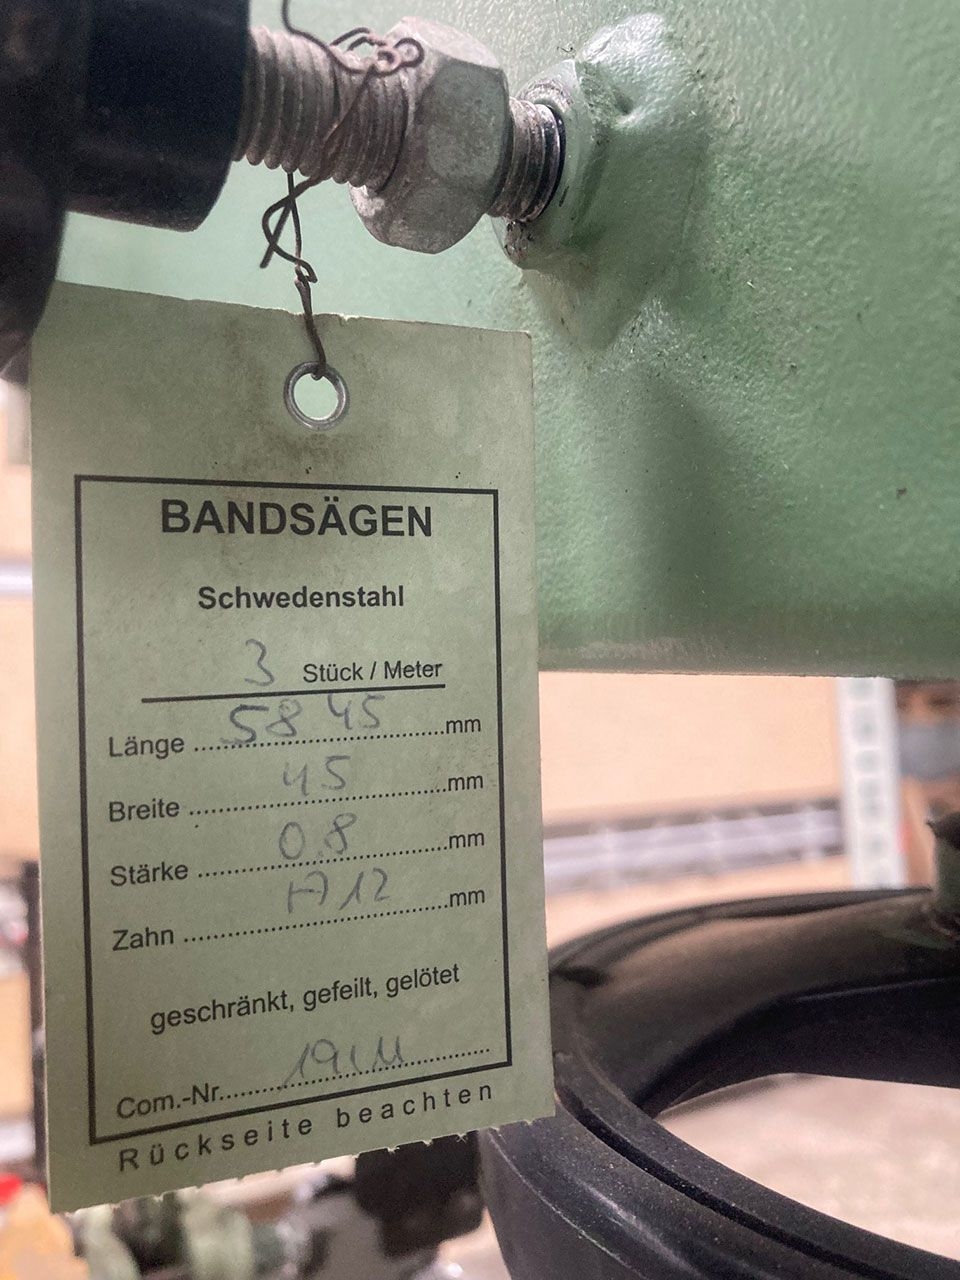 BANDSÄGEN
Schwedenstahl
3 Stück / Meter
Länge ........................ 5845 mm
Breite ........................ 45 mm
Stärke ........................ 0.8 mm
Zahn ........................ A12 mm
geschränkt, gefeilt, gelötet
Com.-Nr.........................
Rückseite beachten